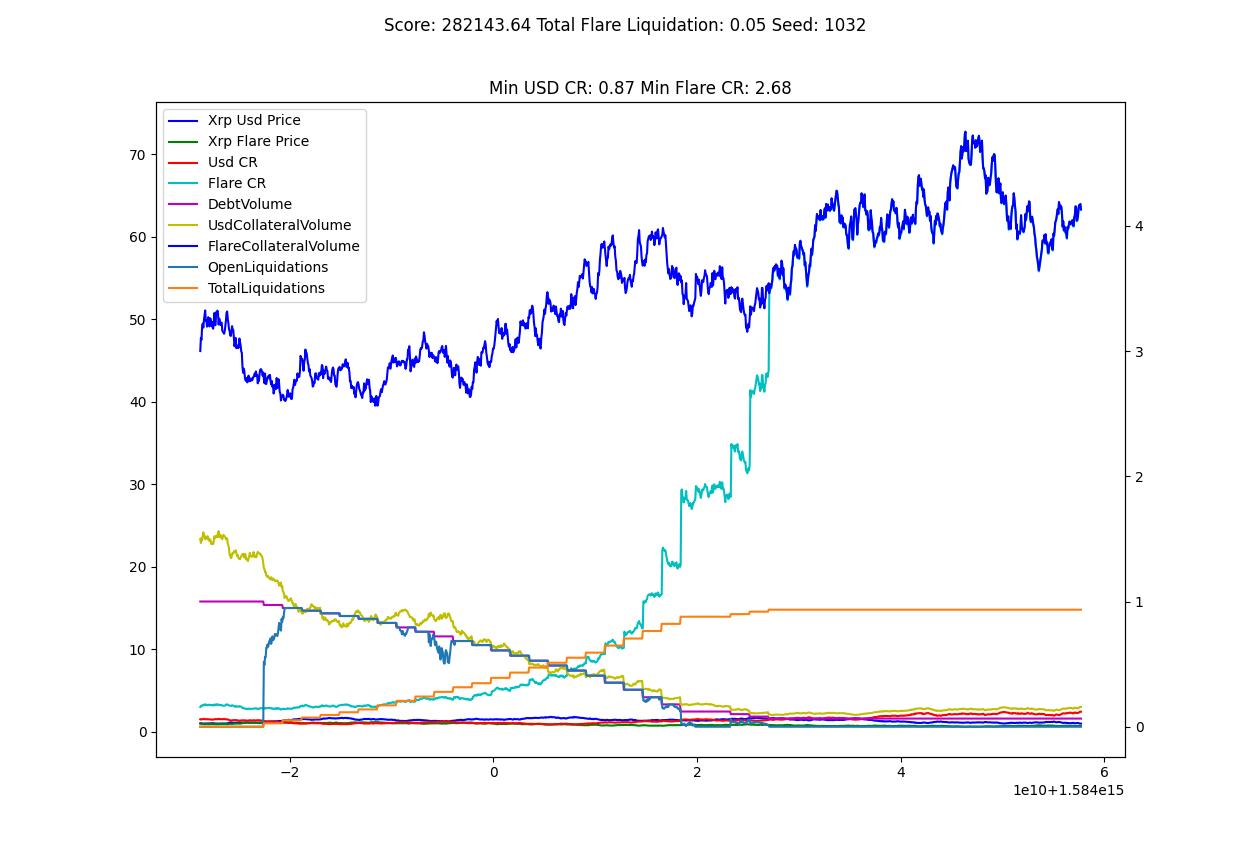 Score: 282143.64 Total Flare Liquidation: 0.05 Seed: 1032
Min USD CR: 0.87 Min Flare CR: 2.68
Xrp Usd Price
Xrp Flare Price
Usd CR
Flare CR
DebtVolume
UsdCollateralVolume
FlareCollateralVolume
OpenLiquidations
TotalLiquidations
70
60
50
40
30
20
10
0
4
3
2
1
0
−2
0
2
4
6
1e10+1.584e15